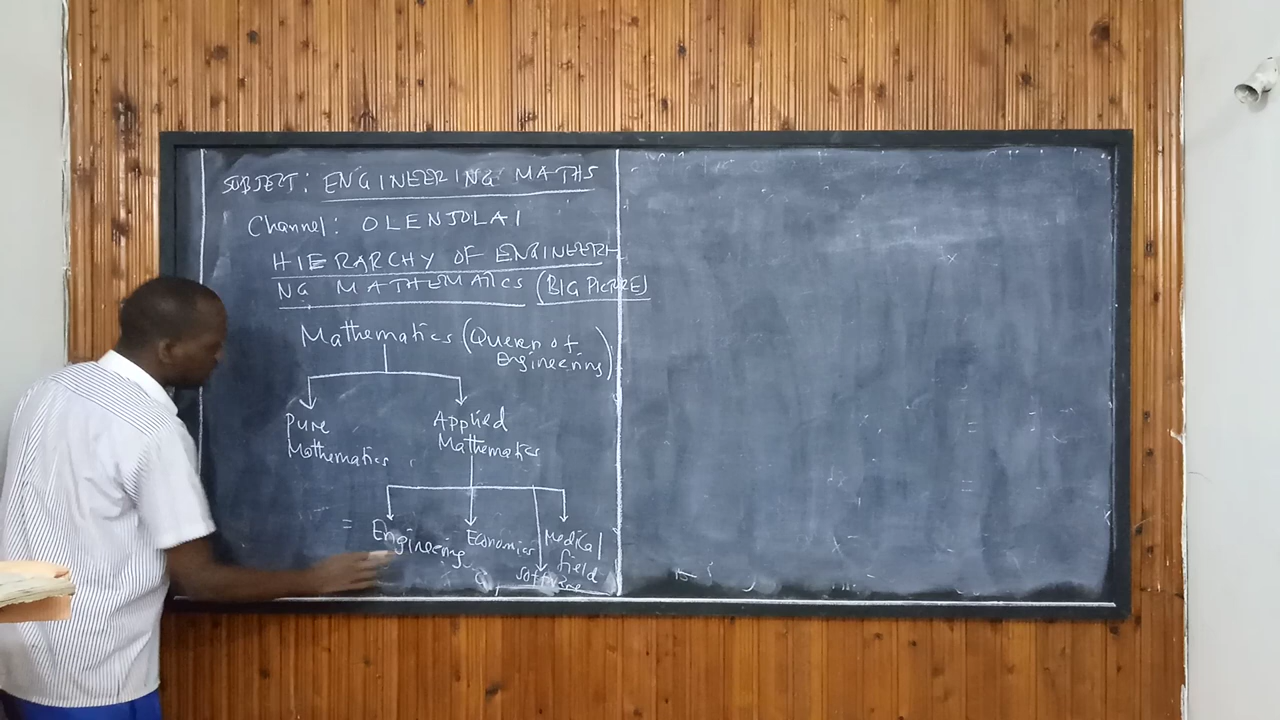 SUBJECT: ENGINEERING MATHS
Channel: OLENJOLAI
HIERARCHY OF ENGINEERI
NG MATHEMATICS (BIG PICTURE)
Mathematics (Queen of
Engineering)
Pure
Mathematics
Applied
Mathematics
=
Engineering Economics Medical
field
software